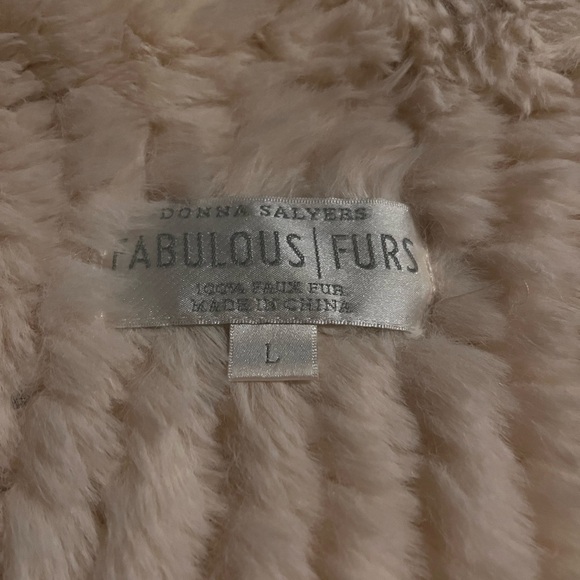 DONNA SALYERS
FABULOUS|FURS
100% FAUX FUR
MADE IN CHINA
L